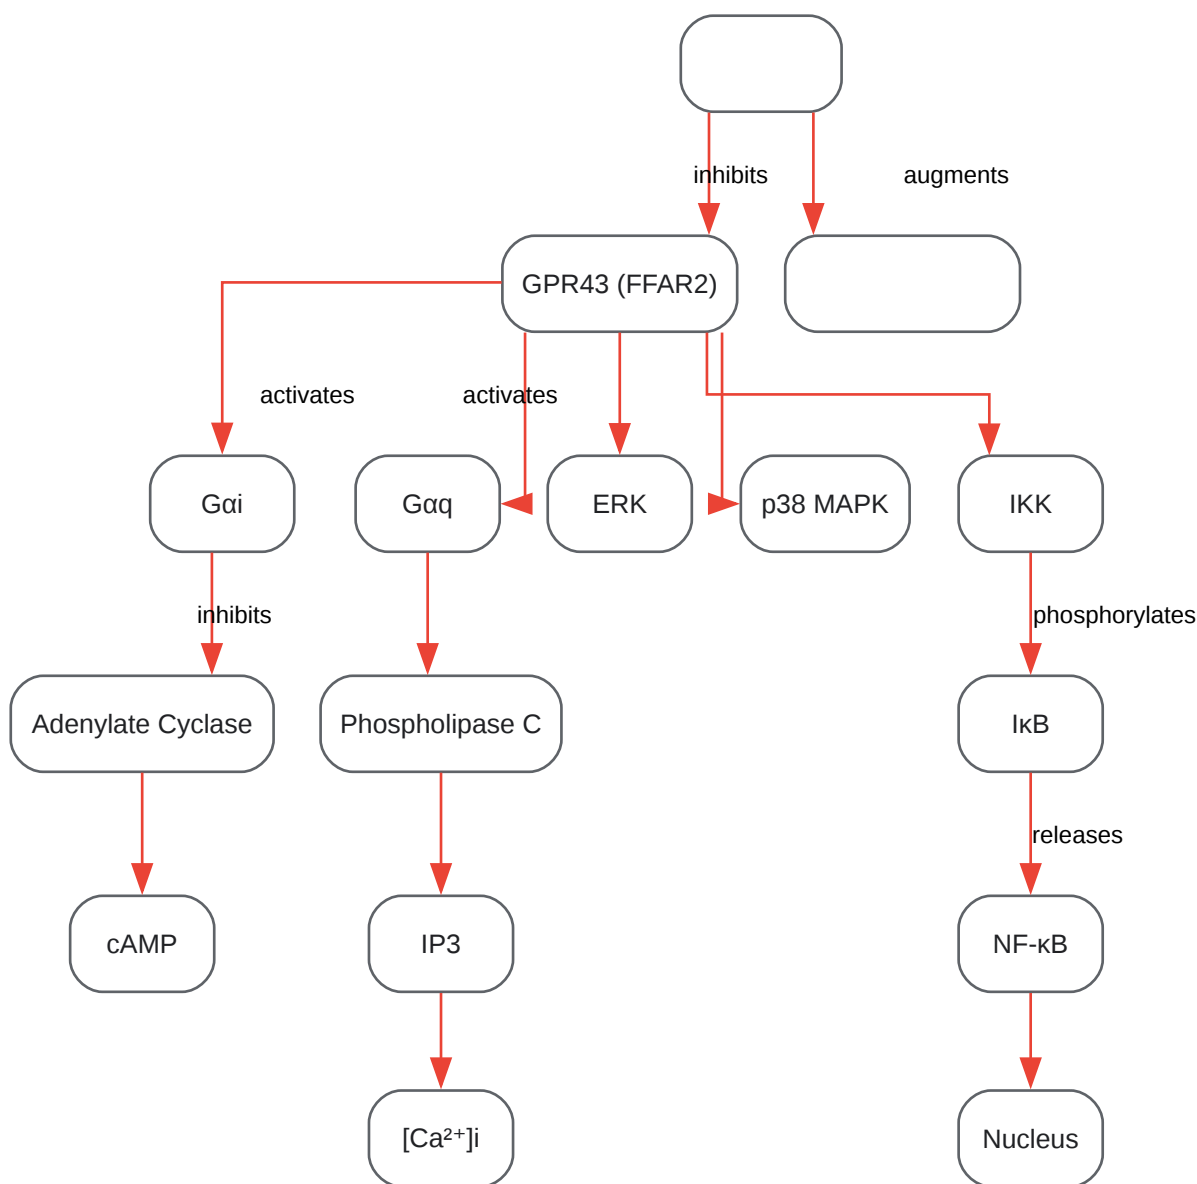 inhibits
augments
GPR43 (FFAR2)
activates
activates
Gαi
Gαq
ERK
p38 MAPK
IKK
inhibits
phosphorylates
Adenylate Cyclase
Phospholipase C
IκB
releases
cAMP
IP3
NF-κB
[Ca²⁺]i
Nucleus